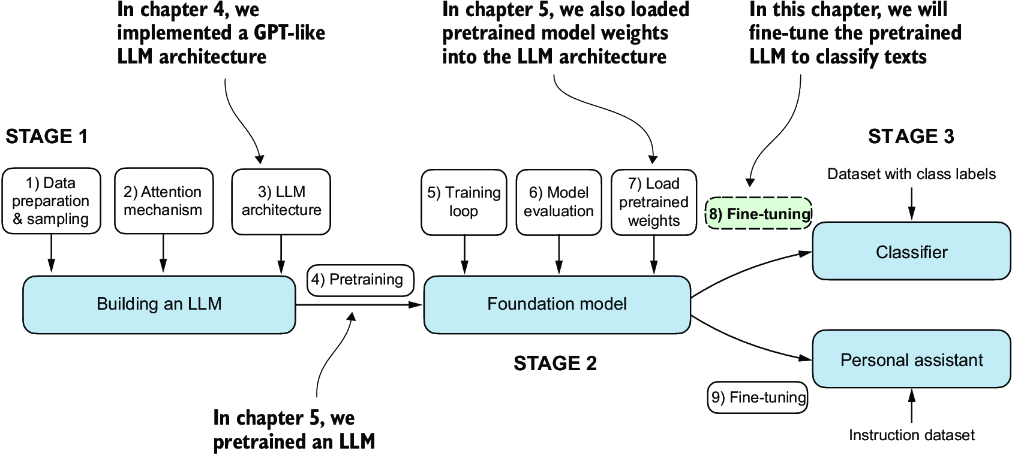 In chapter 4, we
implemented a GPT-like
LLM architecture
In chapter 5, we also loaded
pretrained model weights
into the LLM architecture
In this chapter, we will
fine-tune the pretrained
LLM to classify texts
STAGE 1
1) Data
preparation
& sampling
2) Attention
mechanism
3) LLM
architecture
4) Pretraining
Building an LLM
In chapter 5, we
pretrained an LLM
5) Training
loop
6) Model
evaluation
7) Load
pretrained
weights
Foundation model
STAGE 2
STAGE 3
8) Fine-tuning
Dataset with class labels
Classifier
Personal assistant
9) Fine-tuning
Instruction dataset